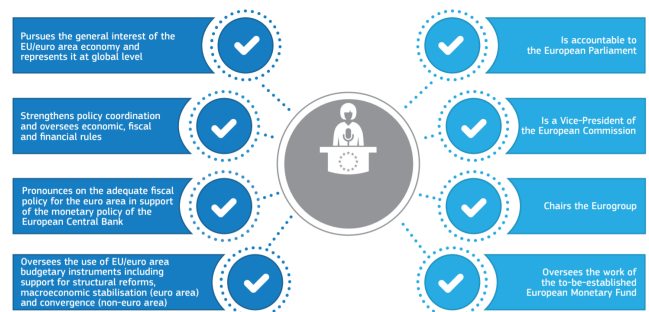 Pursues the general interest of the
EU/euro area economy and
represents it at global level
Strengthens policy coordination
and oversees economic, fiscal
and financial rules
Pronounces on the adequate fiscal
policy for the euro area in support
of the monetary policy of the
European Central Bank
Oversees the use of EU/euro area
budgetary instruments including
support for structural reforms,
macroeconomic stabilisation (euro area)
and convergence (non-euro area)
Is accountable to
the European Parliament
Is a Vice-President of
the European Commission
Chairs the Eurogroup
Oversees the work of
the to-be-established
European Monetary Fund